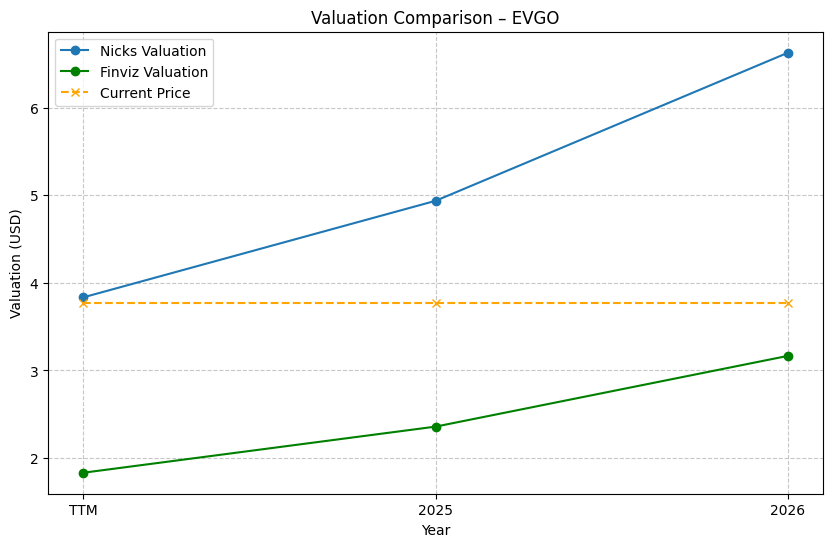 Valuation Comparison – EVGO
Nicks Valuation
Finviz Valuation
Current Price
Valuation (USD)
6
5
4
3
2
TTM
2025
2026
Year